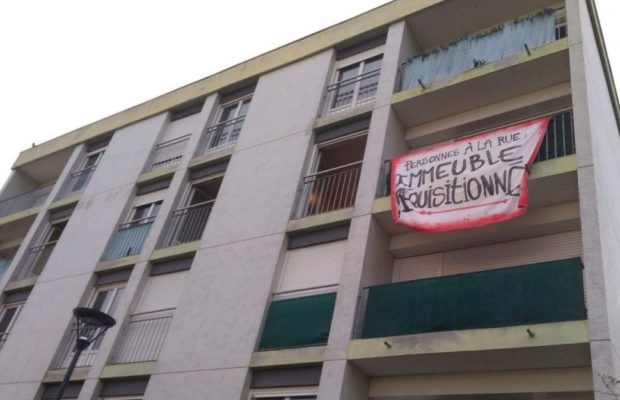 PERSONNES À LA RUE:
IMMEUBLE
RÉQUISITIONNÉ